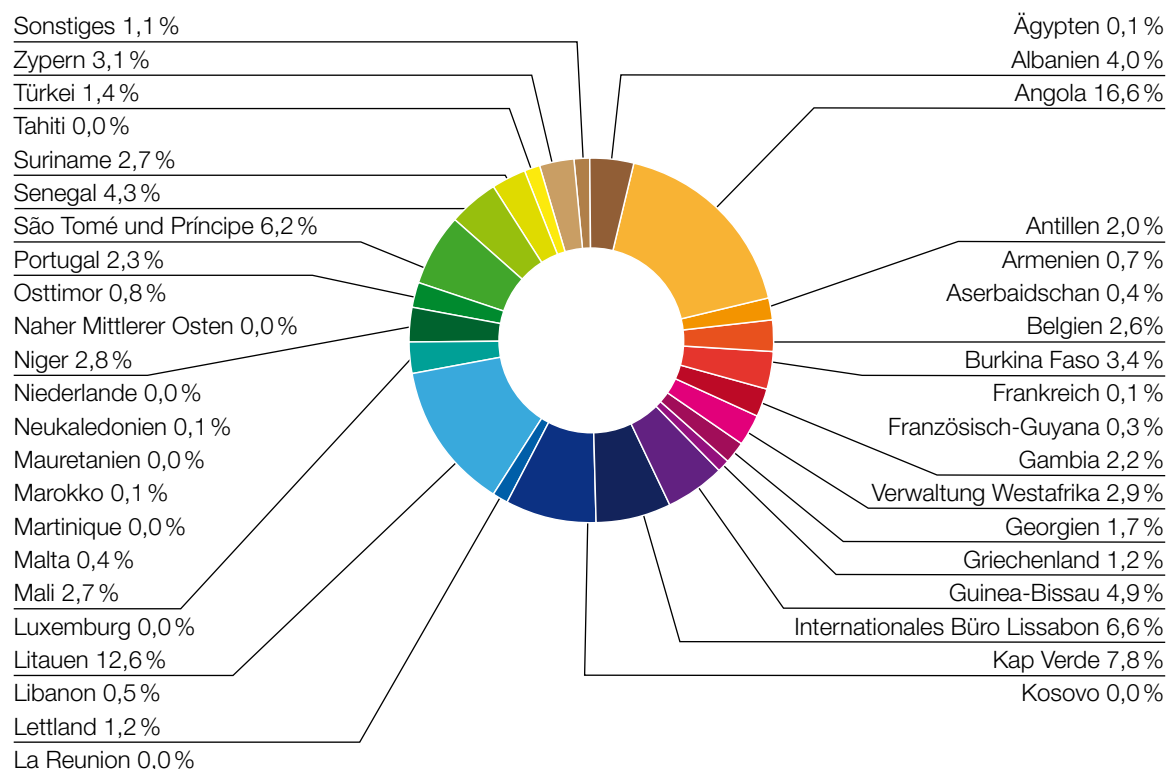 Sonstiges 1,1 %
Zypern 3,1 %
Türkei 1,4 %
Tahiti 0,0 %
Suriname 2,7 %
Senegal 4,3 %
São Tomé und Príncipe 6,2 %
Portugal 2,3 %
Osttimor 0,8 %
Naher Mittlerer Osten 0,0 %
Niger 2,8 %
Niederlande 0,0 %
Neukaledonien 0,1 %
Mauretanien 0,0 %
Marokko 0,1 %
Martinique 0,0 %
Malta 0,4 %
Mali 2,7 %
Luxemburg 0,0 %
Litauen 12,6 %
Libanon 0,5 %
Lettland 1,2 %
La Reunion 0,0 %
Ägypten 0,1 %
Albanien 4,0 %
Angola 16,6 %
Antillen 2,0 %
Armenien 0,7 %
Aserbaidschan 0,4 %
Belgien 2,6 %
Burkina Faso 3,4 %
Frankreich 0,1 %
Französisch-Guyana 0,3 %
Gambia 2,2 %
Verwaltung Westafrika 2,9 %
Georgien 1,7 %
Griechenland 1,2 %
Guinea-Bissau 4,9 %
Internationales Büro Lissabon 6,6 %
Kap Verde 7,8 %
Kosovo 0,0 %